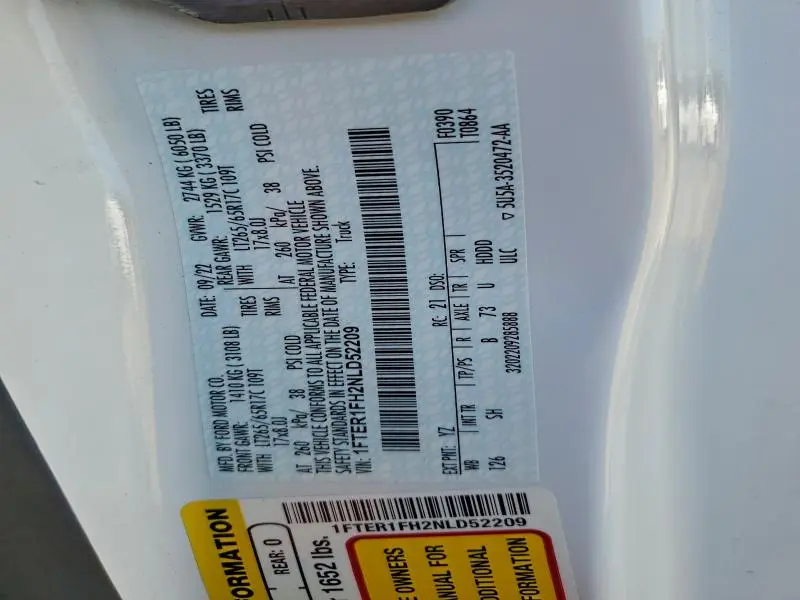 MFD. BY FORD MOTOR CO.
DATE: 09/22 GVWR: 2744 KG ( 6050 LB)
FRONT GAWR: 1410 KG ( 3108 LB)
REAR GAWR: 1529 KG ( 3370 LB)
WITH LT265/65R17C 109T TIRES
WITH LT265/65R17C 109T TIRES
17x8.0J RIMS
17x8.0J RIMS
AT 260 kPa/ 38 PSI COLD
AT 260 kPa/ 38 PSI COLD
THIS VEHICLE CONFORMS TO ALL APPLICABLE FEDERAL MOTOR VEHICLE
SAFETY STANDARDS IN EFFECT ON THE DATE OF MANUFACTURE SHOWN ABOVE.
VIN: 1FTER1FH2NLD52209 TYPE: Truck
EXT PNT: YZ RC: 21 DSO: F0390
WB INT TR TP/PS R AXLE TR SPR T0864
126 SH B 73 U HDDD
ULC
3202209285888 5U5A-3520472-AA
1FTER1FH2NLD52209
ORMATION
REAR: 0
1652 lbs.
E OWNERS
ANUAL FOR
DDITIONAL
FORMATION